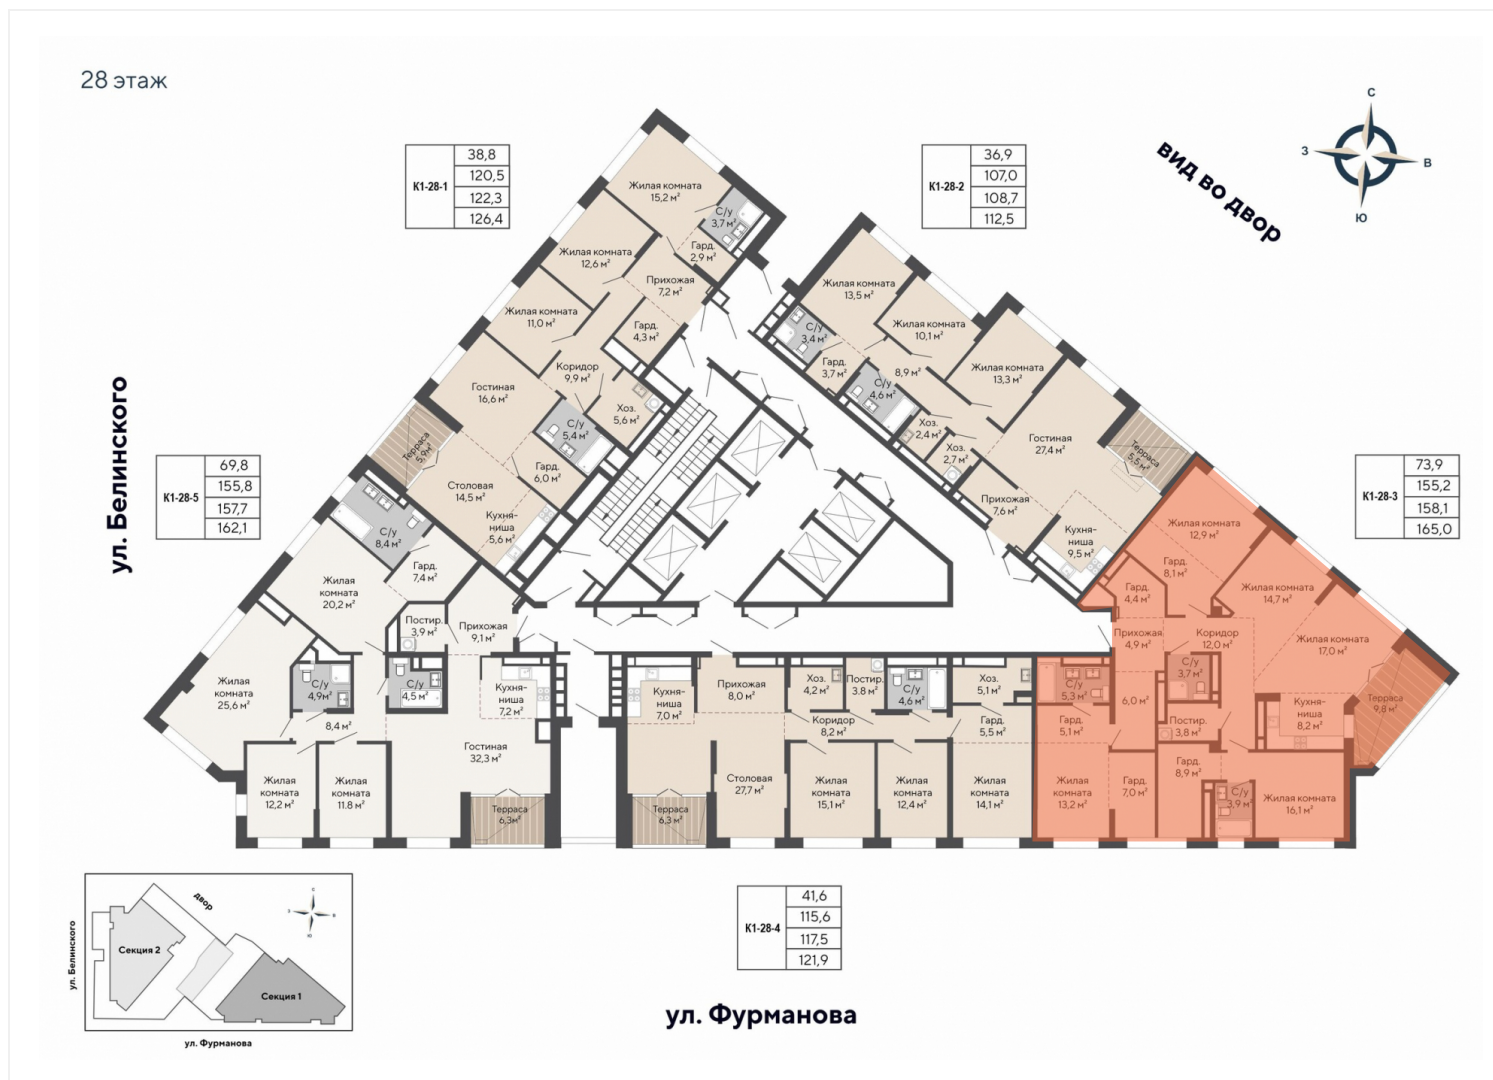 28 этаж
С
З
В
Ю
вид во двор
К1-28-1
38,8
120,5
122,3
126,4
К1-28-2
36,9
107,0
108,7
112,5
К1-28-5
69,8
155,8
157,7
162,1
К1-28-3
73,9
155,2
158,1
165,0
ул. Белинского
Жилая комната
15,2 м²
С/у
3,7 м²
Гард.
2,9 м²
Жилая комната
12,6 м²
Прихожая
7,2 м²
Жилая комната
11,0 м²
Гард.
4,3 м²
Коридор
9,9 м²
Гостиная
16,6 м²
Хоз.
5,6 м²
С/у
5,4 м²
Терраса
5,9м²
Гард.
6,0 м²
Столовая
14,5 м²
Кухня-
ниша
5,6 м²
Жилая комната
13,5 м²
Жилая комната
10,1 м²
С/у
3,4 м²
Гард.
3,7 м²
8,9 м²
Жилая комната
13,3 м²
С/у
4,6 м²
Хоз.
2,4 м²
Хоз.
2,7 м²
Гостиная
27,4 м²
Терраса
5,5м²
Прихожая
7,6 м²
Кухня-
ниша
9,5 м²
С/у
8,4 м²
Гард.
7,4 м²
Жилая
комната
20,2 м²
Постир.
3,9 м²
Прихожая
9,1 м²
Жилая
комната
25,6 м²
С/у
4,9м²
С/у
4,5 м²
Кухня-
ниша
7,2 м²
8,4 м²
Гостиная
32,3 м²
Жилая
комната
12,2 м²
Жилая
комната
11.8 м²
Терраса
6,3м²
Кухня-
ниша
7,0 м²
Прихожая
8,0 м²
Хоз.
4,2 м²
Постир.
3.8 м²
С/у
4,6 м²
Хоз.
5,1 м²
Коридор
8,2 м²
Гард.
5,5 м²
Столовая
27,7 м²
Терраса
6,3 м²
Жилая
комната
15,1 м²
Жилая
комната
12,4 м²
Жилая
комната
14,1 м²
Жилая комната
12,9 м²
Гард.
8,1 м²
Гард.
4,4 м²
Жилая комната
14,7 м²
Прихожая
4,9 м²
Коридор
12,0 м²
Жилая комната
17,0 м²
С/у
3,7 м²
С/у
5,3 м²
6,0 м²
Терраса
9,8 м²
Гард.
5,1 м²
Постир.
3,8 м²
Кухня-
ниша
8,2 м²
Гард.
8,9 м²
Жилая
комната
13,2 м²
Гард.
7,0 м²
С/у
3,9 м²
Жилая комната
16,1 м²
К1-28-4
41,6
115,6
117,5
121,9
ул. Фурманова
двор
С
З
В
Ю
Секция 2
Секция 1
ул. Белинского
ул. Фурманова